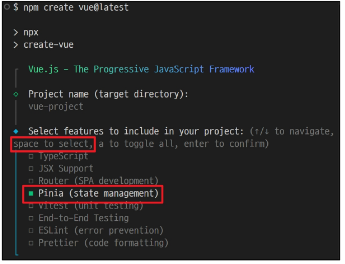 $ npm create vue@latest
> npx
> create-vue
Vue.js - The Progressive JavaScript Framework
Project name (target directory):
vue-project
Select features to include in your project: (↑/↓ to navigate,
space to select, a to toggle all, enter to confirm)
TypeScript
JSX Support
Router (SPA development)
Pinia (state management)
Vitest (unit testing)
End-to-End Testing
ESLint (error prevention)
Prettier (code formatting)